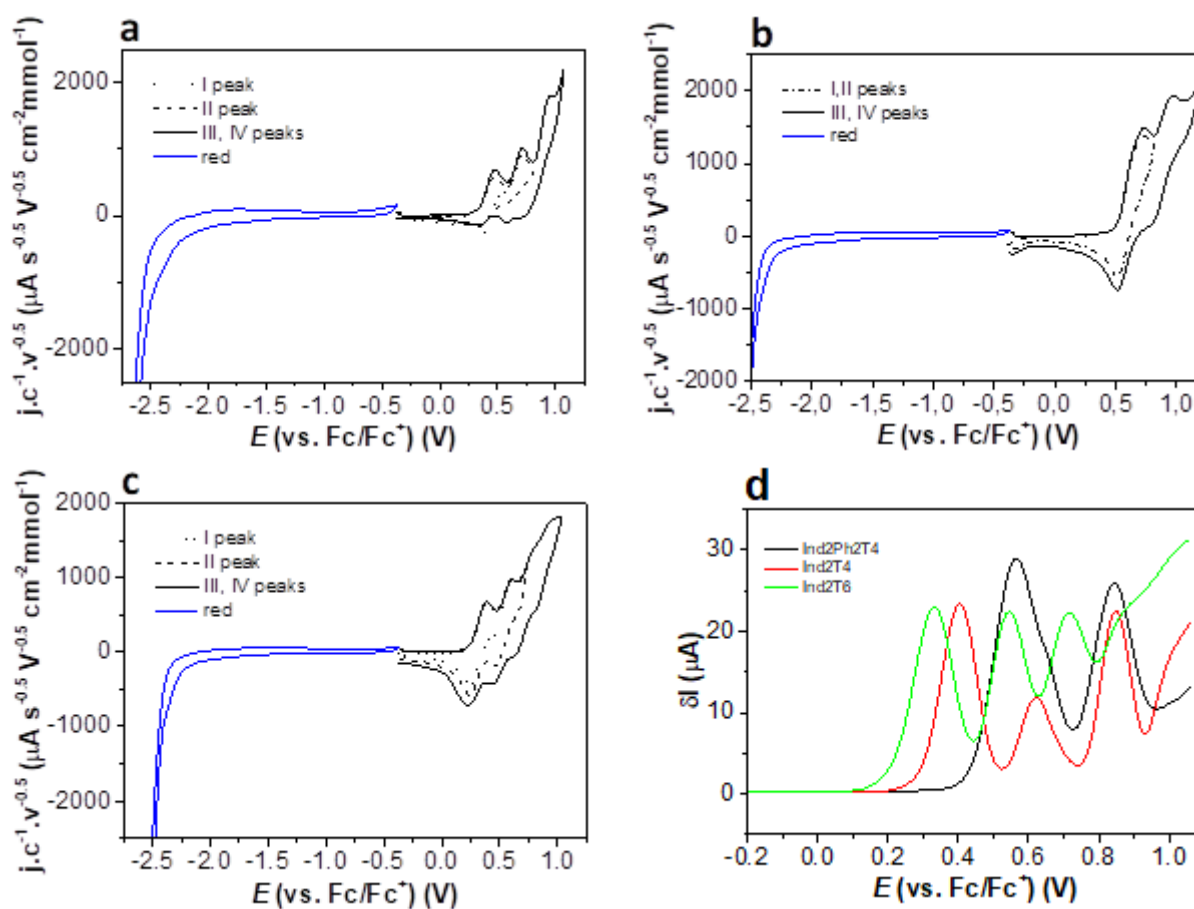 a
j.c⁻¹.v⁻⁰·⁵ (μA s⁻⁰·⁵ V⁻⁰·⁵ cm⁻²mmol⁻¹)
2000
0
-2000
I peak
II peak
III, IV peaks
red
-2.5 -2.0 -1.5 -1.0 -0.5 0.0 0.5 1.0
E (vs. Fc/Fc⁺) (V)
b
j.c⁻¹.v⁻⁰·⁵ (μA s⁻⁰·⁵ V⁻⁰·⁵ cm⁻²mmol⁻¹)
2000
1000
0
-1000
-2000
I,II peaks
III, IV peaks
red
-2.5 -2.0 -1.5 -1.0 -0.5 0.0 0.5 1.0
E (vs. Fc/Fc⁺) (V)
c
j.c⁻¹.v⁻⁰·⁵ (μA s⁻⁰·⁵ V⁻⁰·⁵ cm⁻²mmol⁻¹)
2000
1000
0
-1000
-2000
I peak
II peak
III, IV peaks
red
-2.5 -2.0 -1.5 -1.0 -0.5 0.0 0.5 1.0
E (vs. Fc/Fc⁺) (V)
d
δI (μA)
30
20
10
0
Ind2Ph2T4
Ind2T4
Ind2T6
-0.2 0.0 0.2 0.4 0.6 0.8 1.0
E (vs. Fc/Fc⁺) (V)